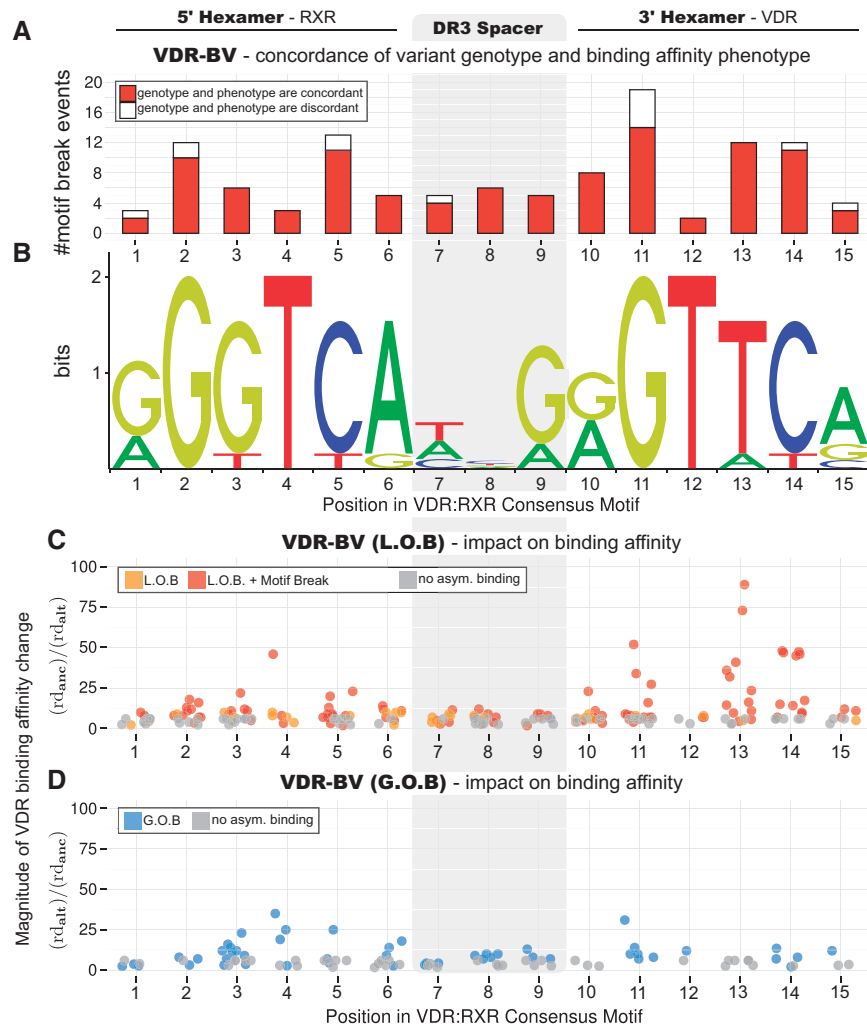 5' Hexamer - RXR
DR3 Spacer
3' Hexamer - VDR
A
VDR-BV - concordance of variant genotype and binding affinity phenotype
#motif break events
20
16
12
8
4
0
genotype and phenotype are concordant
genotype and phenotype are discordant
1 2 3 4 5 6 7 8 9 10 11 12 13 14 15
B
bits
2
1
G A
G
G T
T
C T
A G
T A C
G A
G A
G
T
T A
C T
A G C
1 2 3 4 5 6 7 8 9 10 11 12 13 14 15
Position in VDR:RXR Consensus Motif
C
VDR-BV (L.O.B) - impact on binding affinity
Magnitude of VDR binding affinity change
(rdanc)/(rdalt)
100
75
50
25
0
L.O.B L.O.B. + Motif Break no asym. binding
1 2 3 4 5 6 7 8 9 10 11 12 13 14 15
D
VDR-BV (G.O.B) - impact on binding affinity
(rdalt)/(rdanc)
100
75
50
25
0
G.O.B no asym. binding
1 2 3 4 5 6 7 8 9 10 11 12 13 14 15
Position in VDR:RXR Consensus Motif